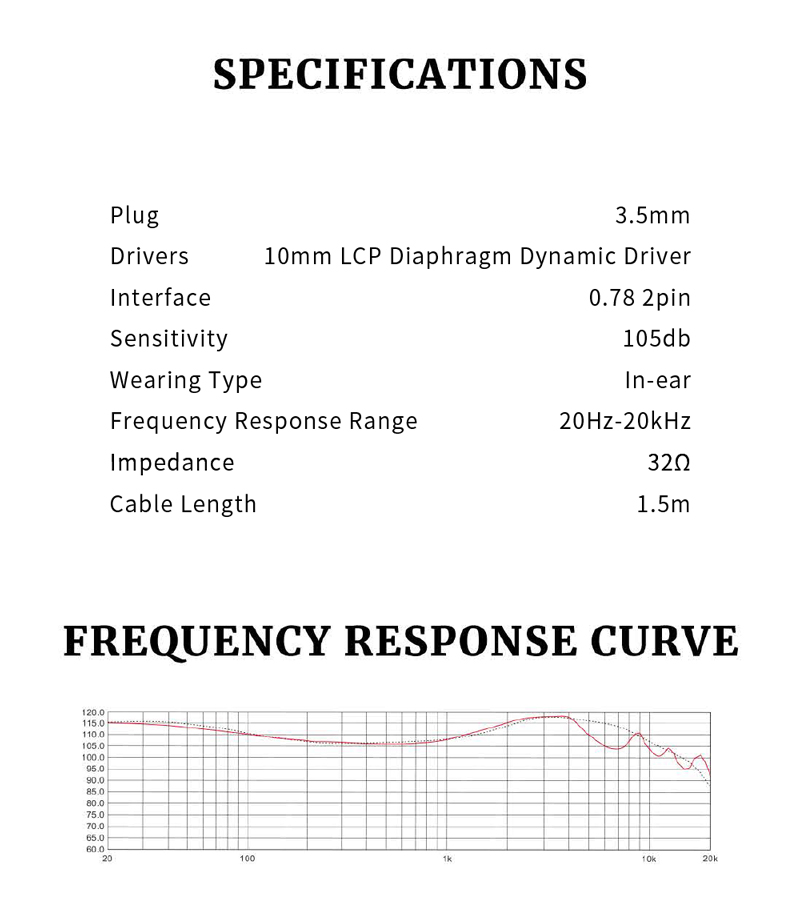 SPECIFICATIONS
Plug 3.5mm
Drivers 10mm LCP Diaphragm Dynamic Driver
Interface 0.78 2pin
Sensitivity 105db
Wearing Type In-ear
Frequency Response Range 20Hz-20kHz
Impedance 32Ω
Cable Length 1.5m
FREQUENCY RESPONSE CURVE
120.0
115.0
110.0
105.0
100.0
95.0
90.0
85.0
80.0
75.0
70.0
65.0
60.0
20 100 1k 10k 20k